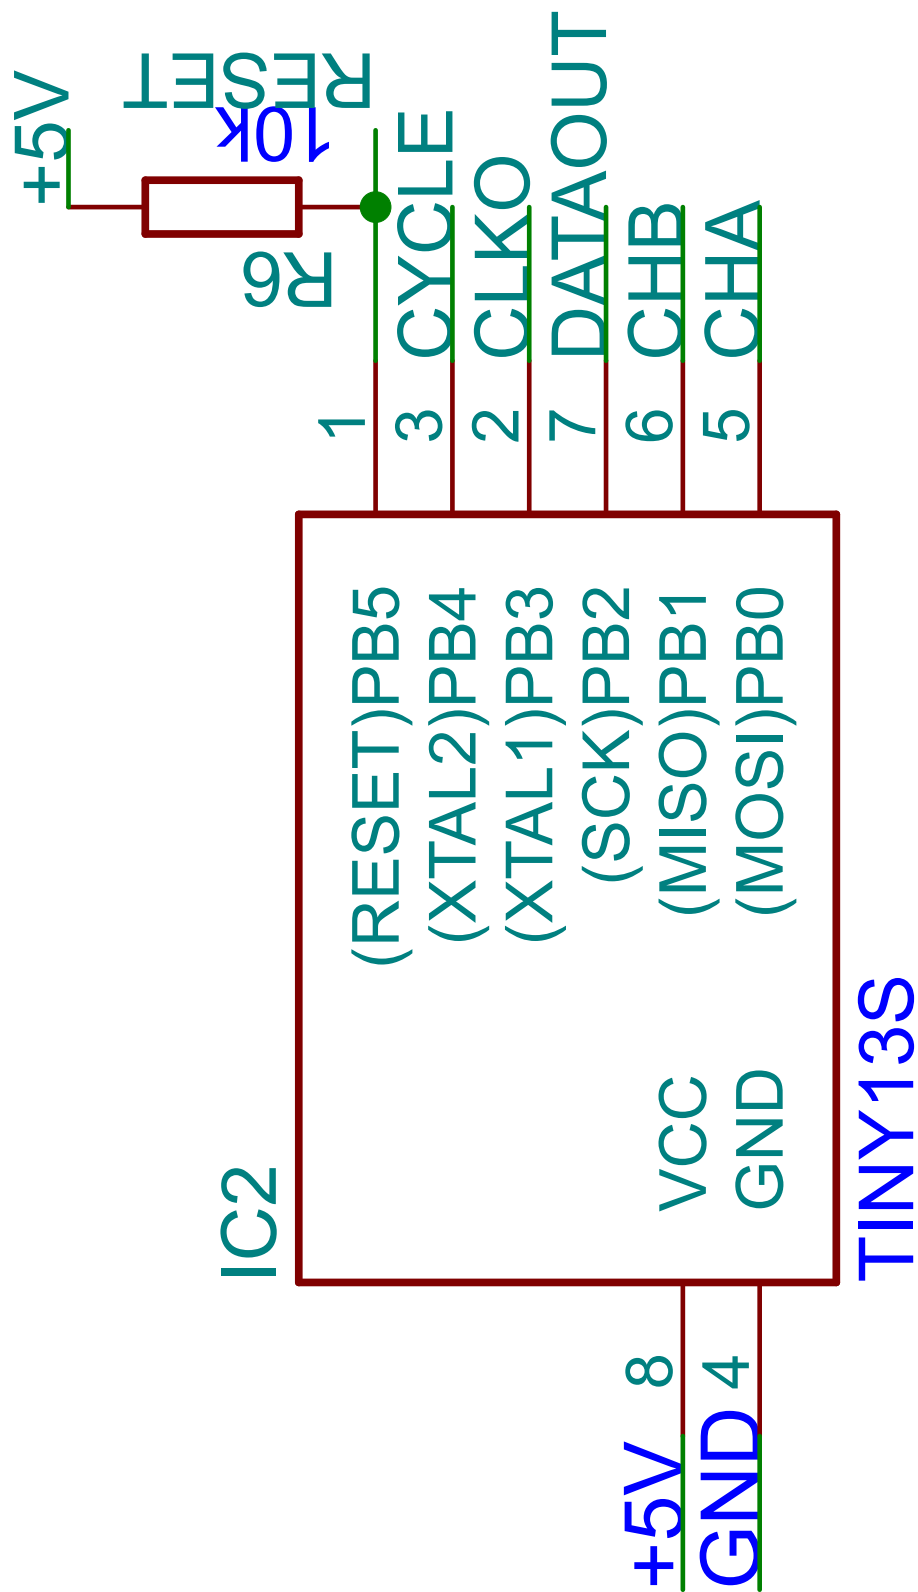 +5V
RESET
10k
R6
1
CYCLE
3
CLKO
2
DATAOUT
7
CHB
6
CHA
5
(RESET)PB5
(XTAL2)PB4
(XTAL1)PB3
(SCK)PB2
(MISO)PB1
(MOSI)PB0
VCC
GND
IC2
TINY13S
8
+5V
4
GND